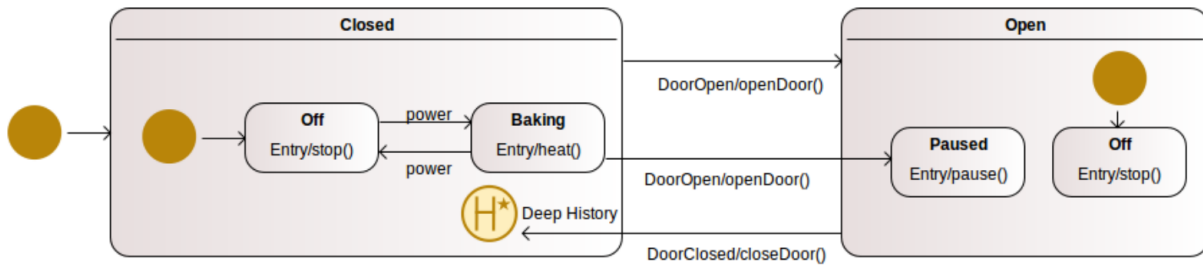 Closed
Open
DoorOpen/openDoor()
Off
Entry/stop()
power
power
Baking
Entry/heat()
Paused
Entry/pause()
Off
Entry/stop()
DoorOpen/openDoor()
H*
Deep History
DoorClosed/closeDoor()